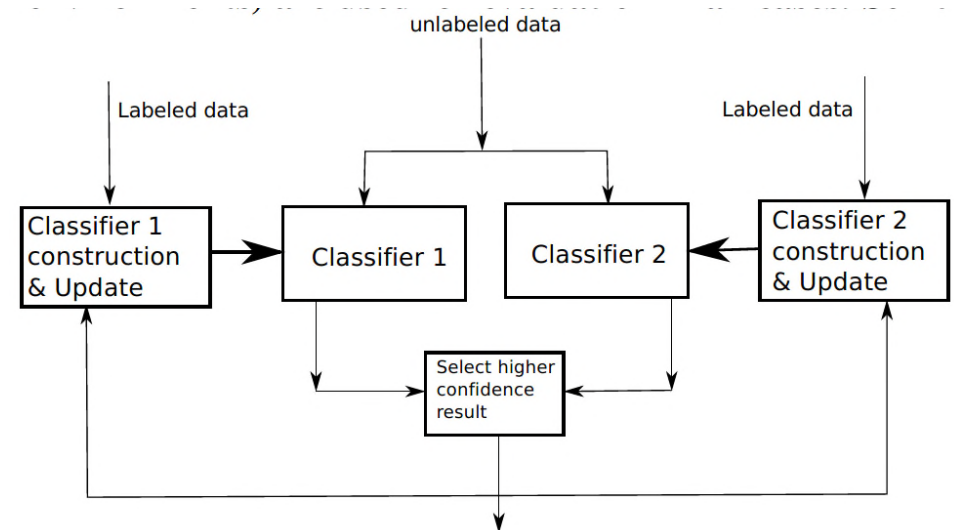 unlabeled data
Labeled data
Labeled data
Classifier 1
construction
& Update
Classifier 1
Classifier 2
Classifier 2
construction
& Update
Select higher
confidence
result